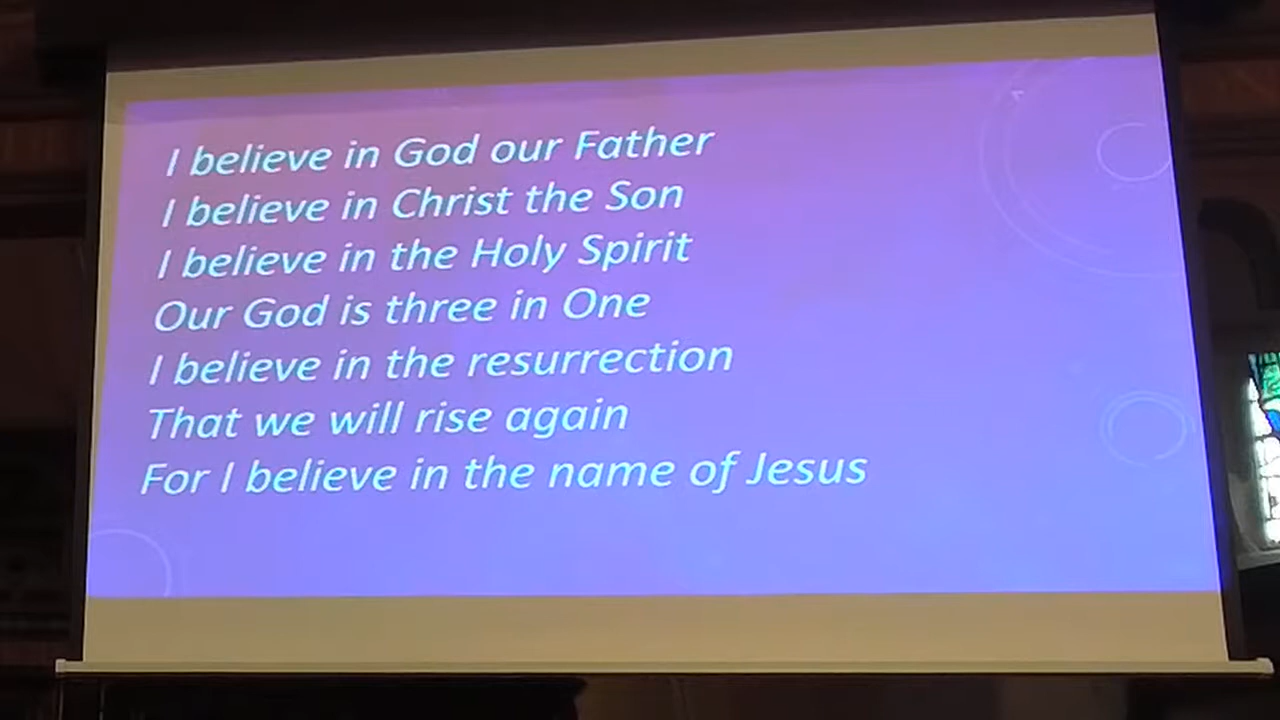 I believe in God our Father
I believe in Christ the Son
I believe in the Holy Spirit
Our God is three in One
I believe in the resurrection
That we will rise again
For I believe in the name of Jesus